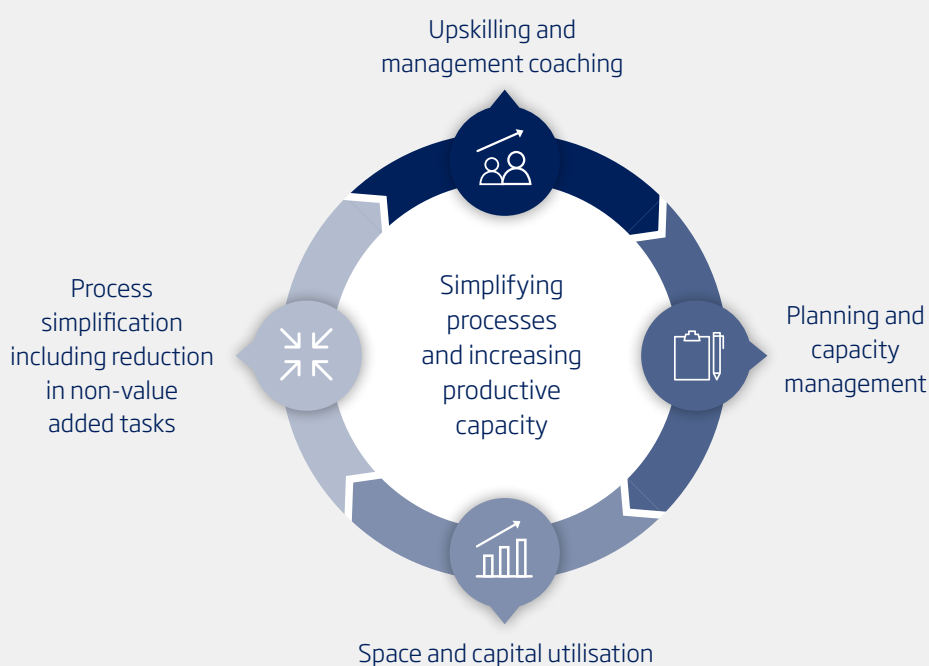 Upskilling and
management coaching
Process
simplification
including reduction
in non-value
added tasks
Simplifying
processes
and increasing
productive
capacity
Planning and
capacity
management
Space and capital utilisation